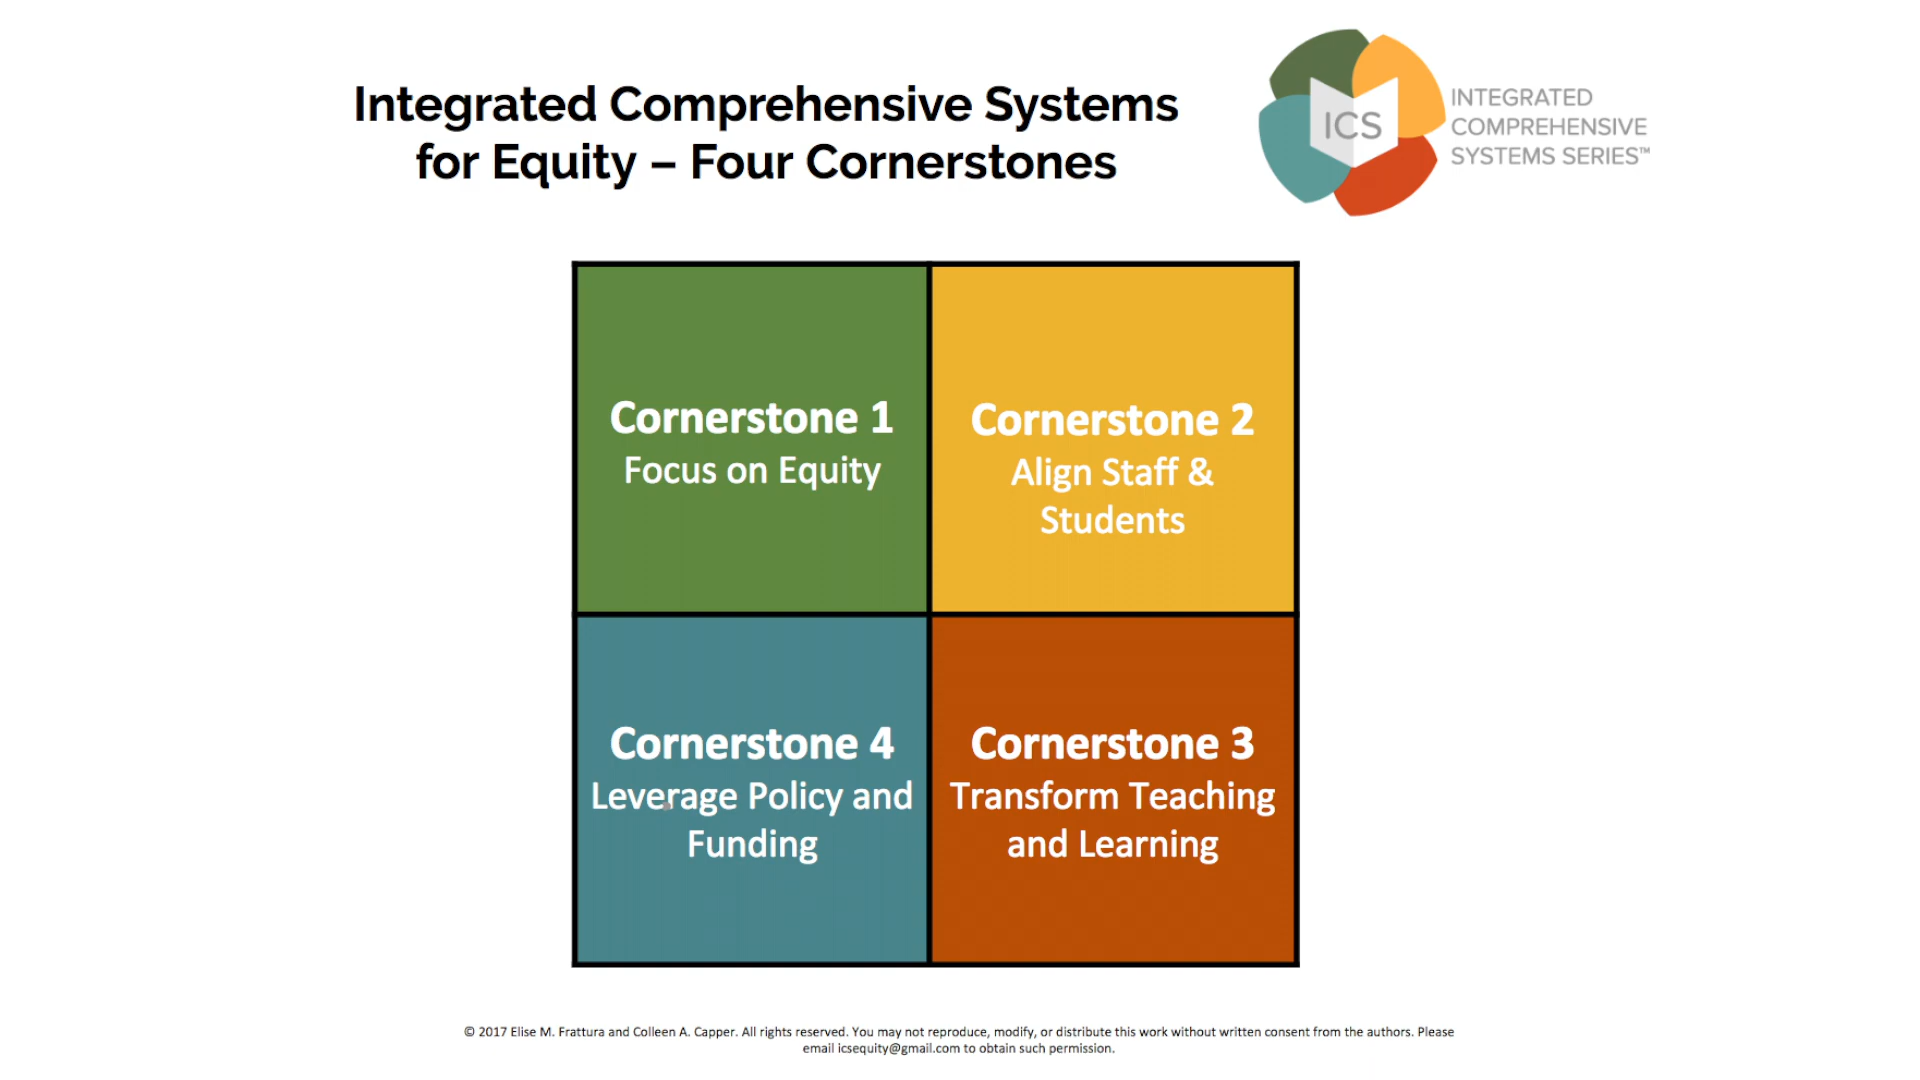 Integrated Comprehensive Systems
for Equity – Four Cornerstones
ICS
INTEGRATED
COMPREHENSIVE
SYSTEMS SERIES™
Cornerstone 1
Focus on Equity
Cornerstone 2
Align Staff &
Students
Cornerstone 4
Leverage Policy and
Funding
Cornerstone 3
Transform Teaching
and Learning
© 2017 Elise M. Frattura and Colleen A. Capper. All rights reserved. You may not reproduce, modify, or distribute this work without written consent from the authors. Please
email icsequity@gmail.com to obtain such permission.